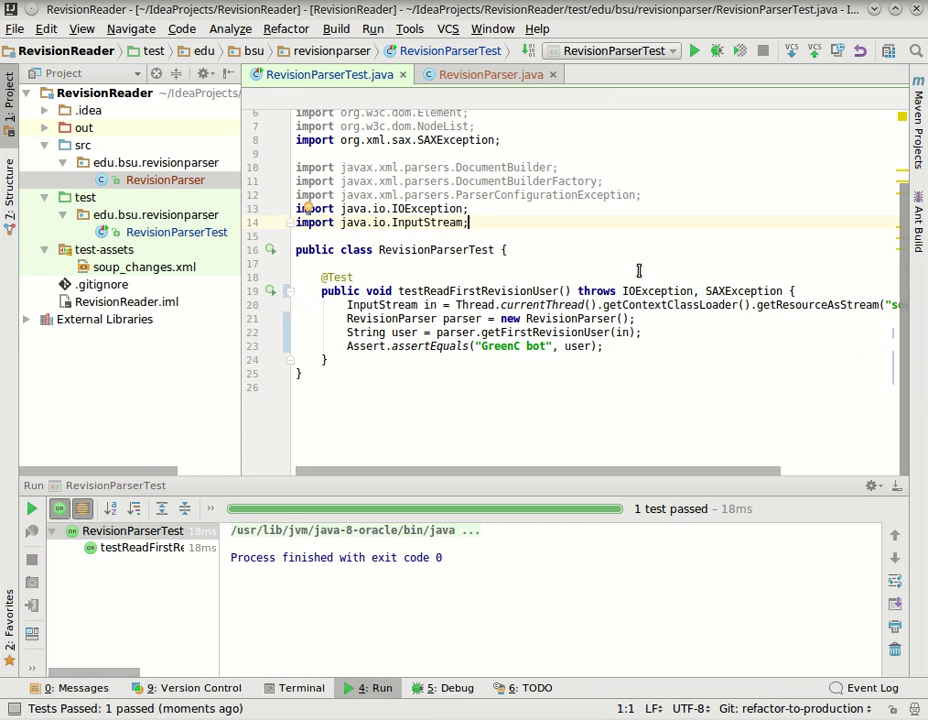 RevisionReader - [~/IdeaProjects/RevisionReader] - [RevisionReader] - ~/IdeaProjects/RevisionReader/test/edu/bsu/revisionparser/RevisionParserTest.java - I...
File Edit View Navigate Code Analyze Refactor Build Run Tools VCS Window Help
RevisionReader test edu bsu revisionparser RevisionParserTest RevisionParserTest VCS VCS
Project RevisionParserTest.java RevisionParser.java
RevisionReader ~/IdeaProjects/
.idea
out
src
edu.bsu.revisionparser
RevisionParser
test
edu.bsu.revisionparser
RevisionParserTest
test-assets
soup_changes.xml
.gitignore
RevisionReader.iml
External Libraries
1: Project
7: Structure
2: Favorites
6 import org.w3c.dom.Element;
7 import org.w3c.dom.NodeList;
8 import org.xml.sax.SAXException;
9
10 import javax.xml.parsers.DocumentBuilder;
11 import javax.xml.parsers.DocumentBuilderFactory;
12 import javax.xml.parsers.ParserConfigurationException;
13 import java.io.IOException;
14 import java.io.InputStream;
15
16 public class RevisionParserTest {
17
18 @Test
19 public void testReadFirstRevisionUser() throws IOException, SAXException {
20 InputStream in = Thread.currentThread().getContextClassLoader().getResourceAsStream("so
21 RevisionParser parser = new RevisionParser();
22 String user = parser.getFirstRevisionUser(in);
23 Assert.assertEquals("GreenC bot", user);
24 }
25 }
26
Maven Projects
Ant Build
Run RevisionParserTest
1 test passed – 18ms
RevisionParserTest 18ms
testReadFirstRe 18ms
/usr/lib/jvm/java-8-oracle/bin/java ...
Process finished with exit code 0
0: Messages 9: Version Control Terminal 4: Run 5: Debug 6: TODO Event Log
Tests Passed: 1 passed (moments ago) 1:1 LF UTF-8 Git: refactor-to-production